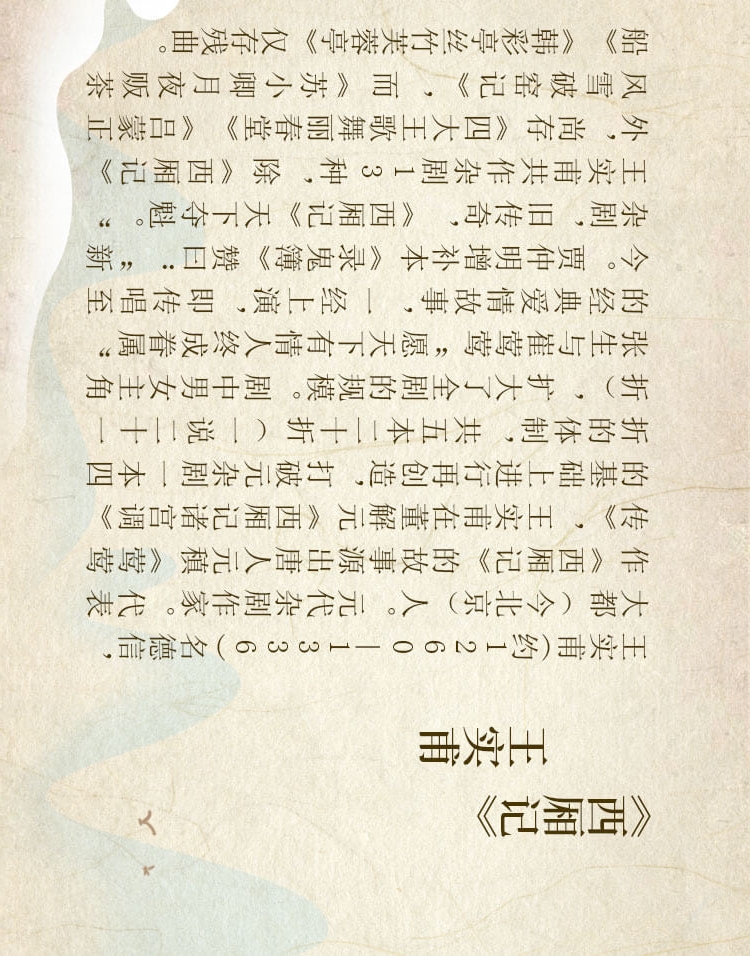 《西厢记》
王实甫
王实甫(约1260—1336)名德信，
大都（今北京）人。元代杂剧作家。代表
作《西厢记》的故事源出唐人元稹《莺莺
传》，王实甫在董解元《西厢记诸宫调》
的基础上进行再创造，打破元杂剧一本四
折的体制，共五本二十折（一说二十一
折），扩大了全剧的规模。剧中男女主角
张生与崔莺莺“愿天下有情人终成眷属”
的经典爱情故事，一经上演，即传唱至
今。贾仲明增补本《录鬼簿》赞曰：“新
杂剧，旧传奇，《西厢记》天下夺魁。”
王实甫共作杂剧13种，除《西厢记》
外，尚存《四大王歌舞丽春堂》《吕蒙正
风雪破窑记》，而《苏小卿月夜贩茶
船》《韩彩亭丝竹芙蓉亭》仅存残曲。